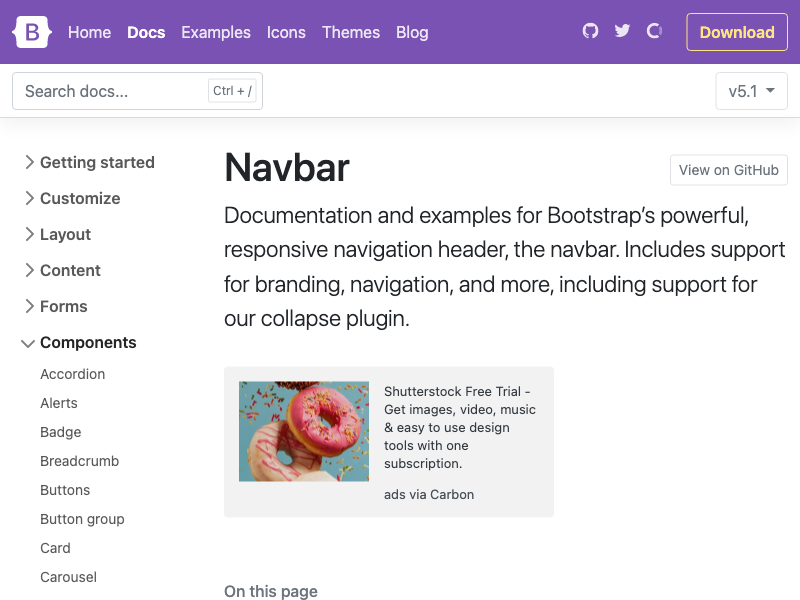 B Home Docs Examples Icons Themes Blog Download
Search docs... Ctrl + / v5.1
Getting started
Customize
Layout
Content
Forms
Components
Accordion
Alerts
Badge
Breadcrumb
Buttons
Button group
Card
Carousel
Navbar
View on GitHub
Documentation and examples for Bootstrap’s powerful,
responsive navigation header, the navbar. Includes support
for branding, navigation, and more, including support for
our collapse plugin.
Shutterstock Free Trial -
Get images, video, music
& easy to use design
tools with one
subscription.
ads via Carbon
On this page